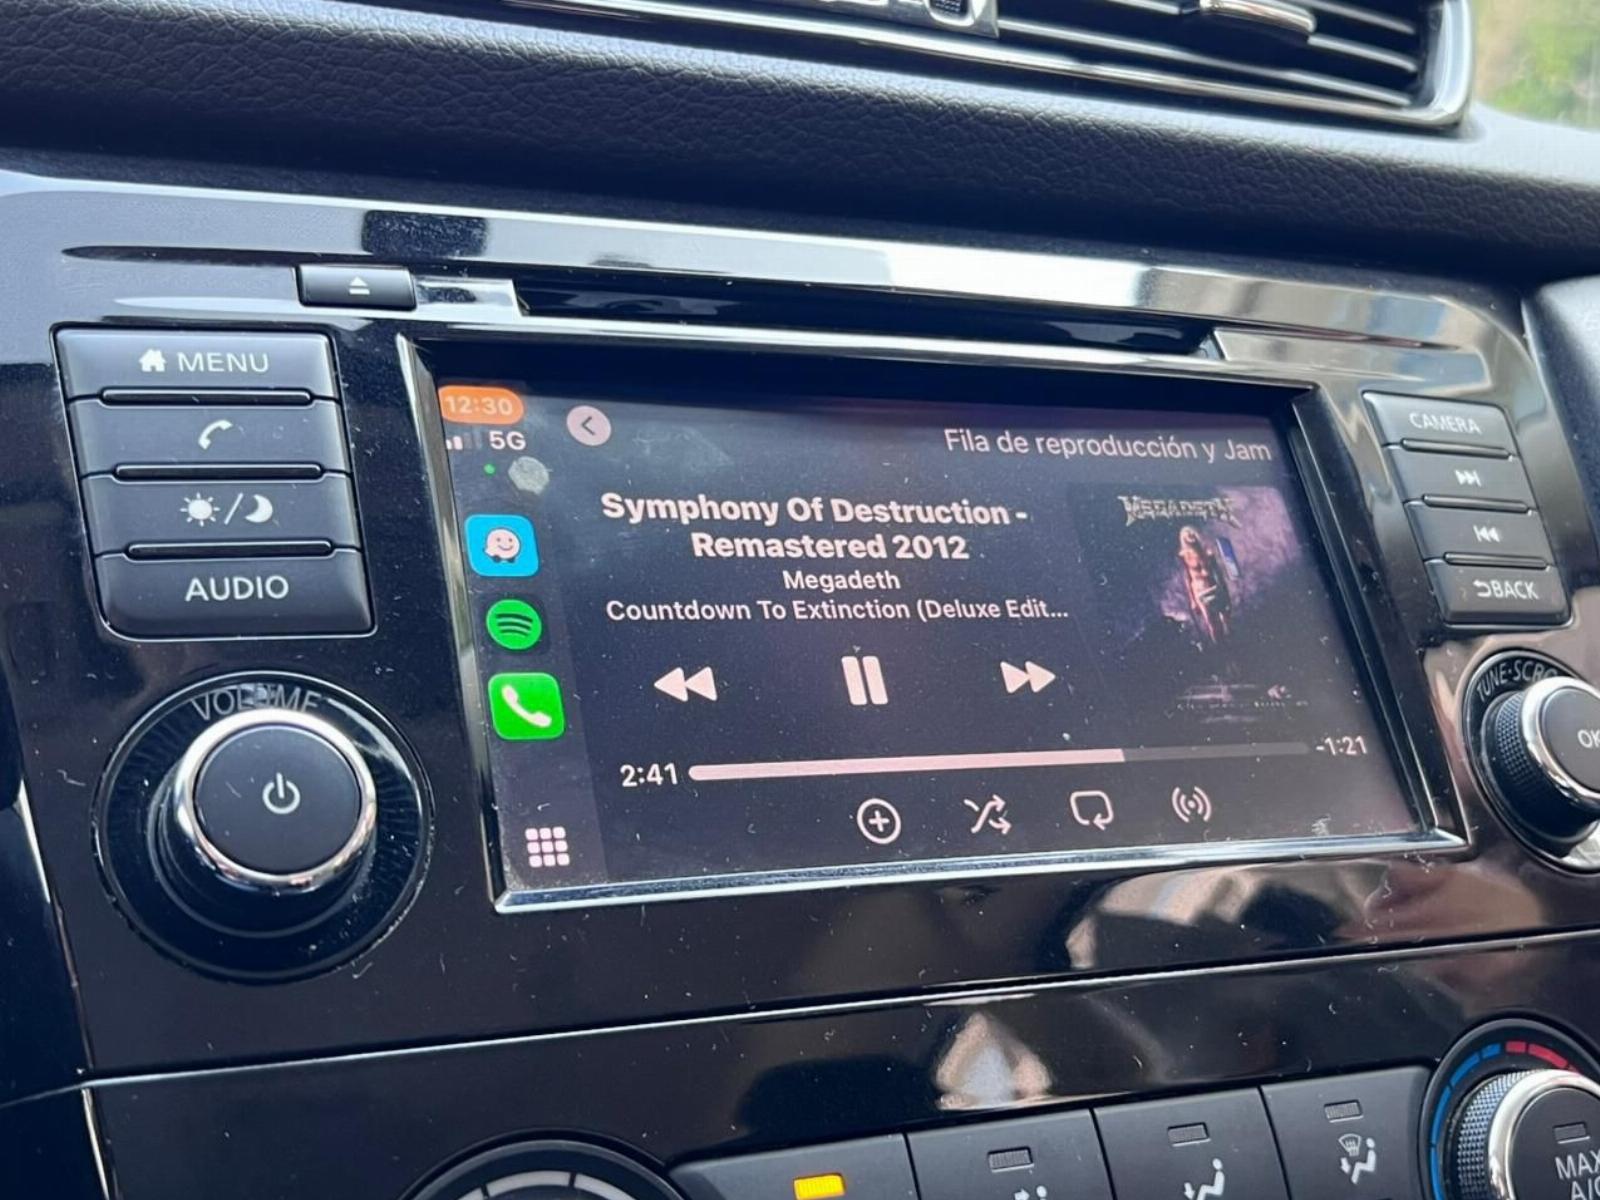 MENU
AUDIO
VOLUME
12:30
5G
Fila de reproducción y Jam
Symphony Of Destruction -
Remastered 2012
Megadeth
Countdown To Extinction (Deluxe Edit...
MEGADETH
2:41
-1:21
CAMERA
BACK
TUNE·SCRO
OK
MAX
A/C